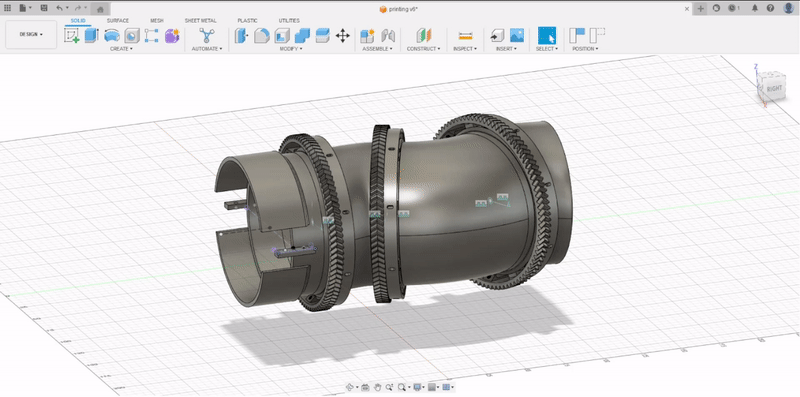 printing v6*
SOLID SURFACE MESH SHEET METAL PLASTIC UTILITIES
DESIGN
CREATE AUTOMATE MODIFY ASSEMBLE CONSTRUCT INSPECT INSERT SELECT POSITION
Z
RIGHT